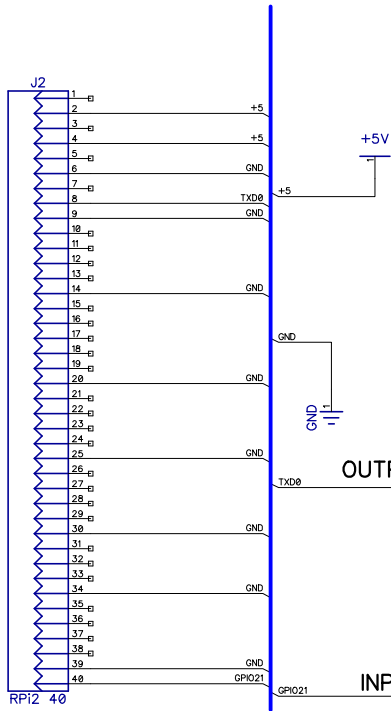 J2
1
2 +5
3
4 +5
+5V
5
1
6 GND
7
+5
8 TXD0
9 GND
10
11
12
13
14 GND
15
16
17
GND
18
19
20 GND
1
GND
21
22
23
24
25 GND
OUTP
26
27
TXD0
28
29
30 GND
31
32
33
34 GND
35
36
37
38
39 GND
40 GPIO21
INP
GPIO21
RPi2 40